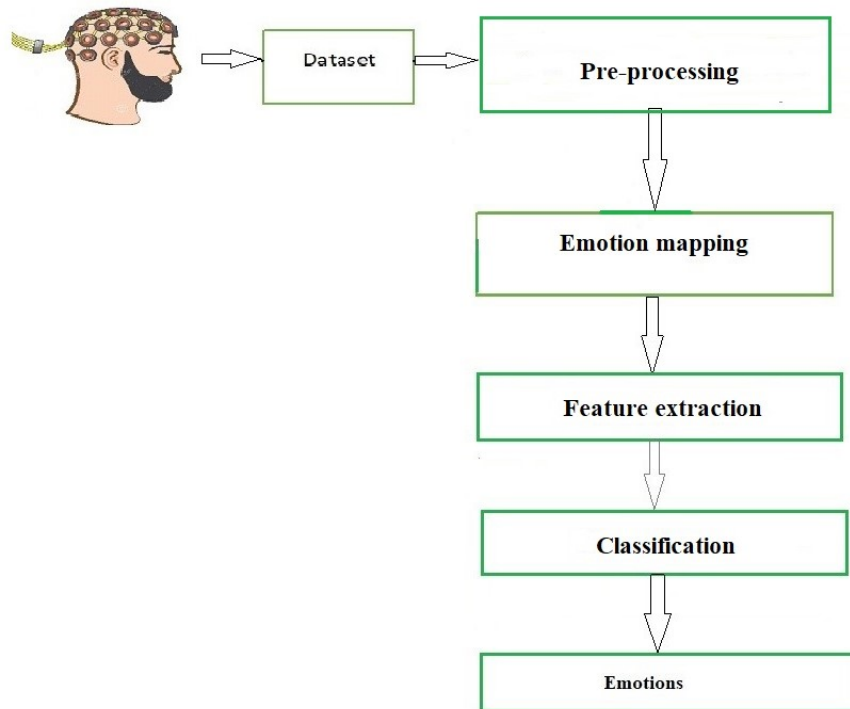 Dataset
Pre-processing
Emotion mapping
Feature extraction
Classification
Emotions